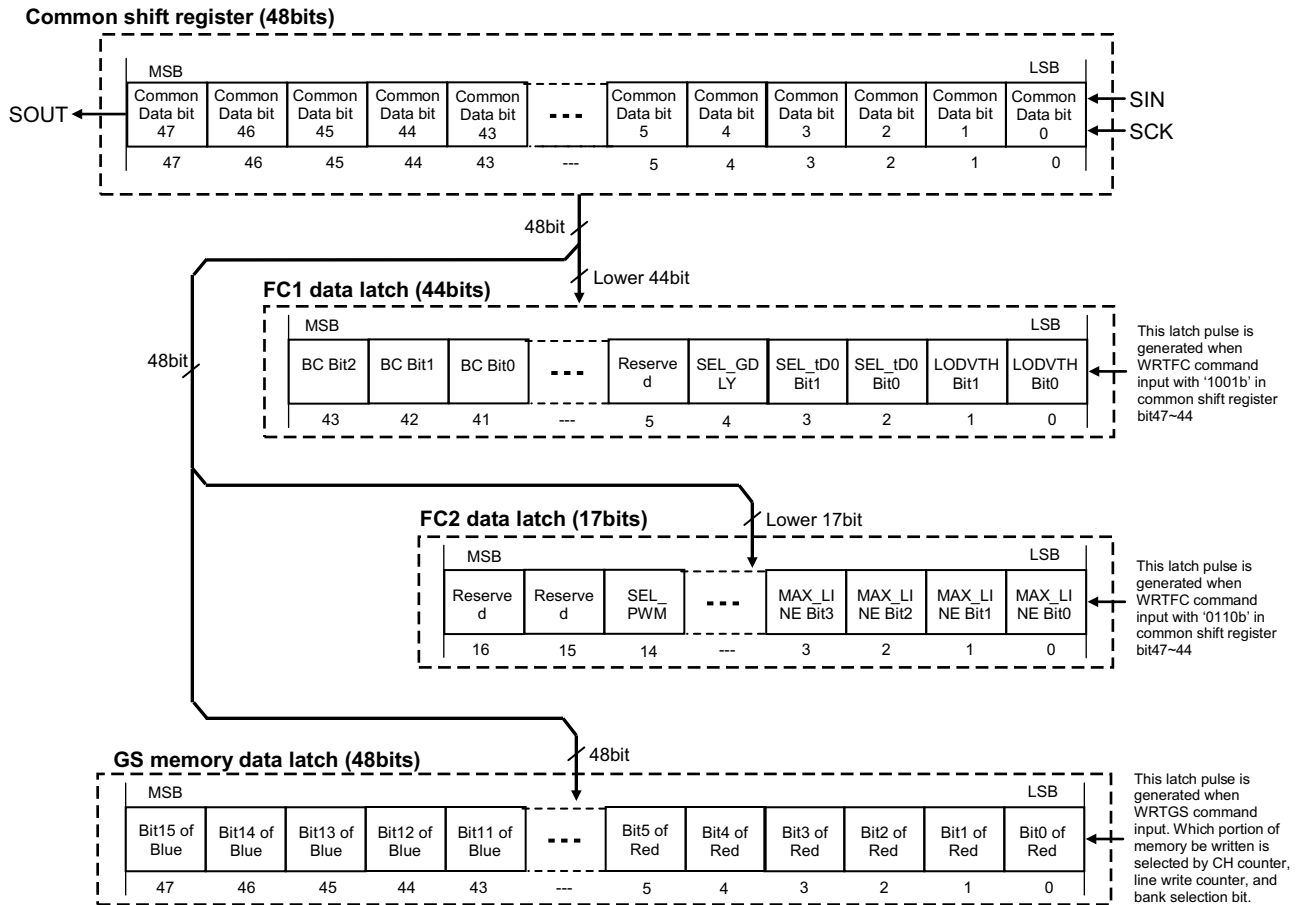 Common shift register (48bits)
MSB
LSB
Common Data bit 47
Common Data bit 46
Common Data bit 45
Common Data bit 44
Common Data bit 43
---
Common Data bit 5
Common Data bit 4
Common Data bit 3
Common Data bit 2
Common Data bit 1
Common Data bit 0
SOUT
SIN
SCK
47 46 45 44 43 --- 5 4 3 2 1 0
48bit
Lower 44bit
FC1 data latch (44bits)
MSB
LSB
BC Bit2
BC Bit1
BC Bit0
---
Reserve
d
SEL_GD
LY
SEL_tD0
Bit1
SEL_tD0
Bit0
LODVTH
Bit1
LODVTH
Bit0
43 42 41 --- 5 4 3 2 1 0
This latch pulse is
generated when
WRTFC command
input with ‘1001b’ in
common shift register
bit47~44
48bit
Lower 17bit
FC2 data latch (17bits)
MSB
LSB
Reserve
d
Reserve
d
SEL_
PWM
---
MAX_LI
NE Bit3
MAX_LI
NE Bit2
MAX_LI
NE Bit1
MAX_LI
NE Bit0
16 15 14 --- 3 2 1 0
This latch pulse is
generated when
WRTFC command
input with ‘0110b’ in
common shift register
bit47~44
48bit
GS memory data latch (48bits)
MSB
LSB
Bit15 of
Blue
Bit14 of
Blue
Bit13 of
Blue
Bit12 of
Blue
Bit11 of
Blue
---
Bit5 of
Red
Bit4 of
Red
Bit3 of
Red
Bit2 of
Red
Bit1 of
Red
Bit0 of
Red
47 46 45 44 43 --- 5 4 3 2 1 0
This latch pulse is
generated when
WRTGS command
input. Which portion of
memory be written is
selected by CH counter,
line write counter, and
bank selection bit.